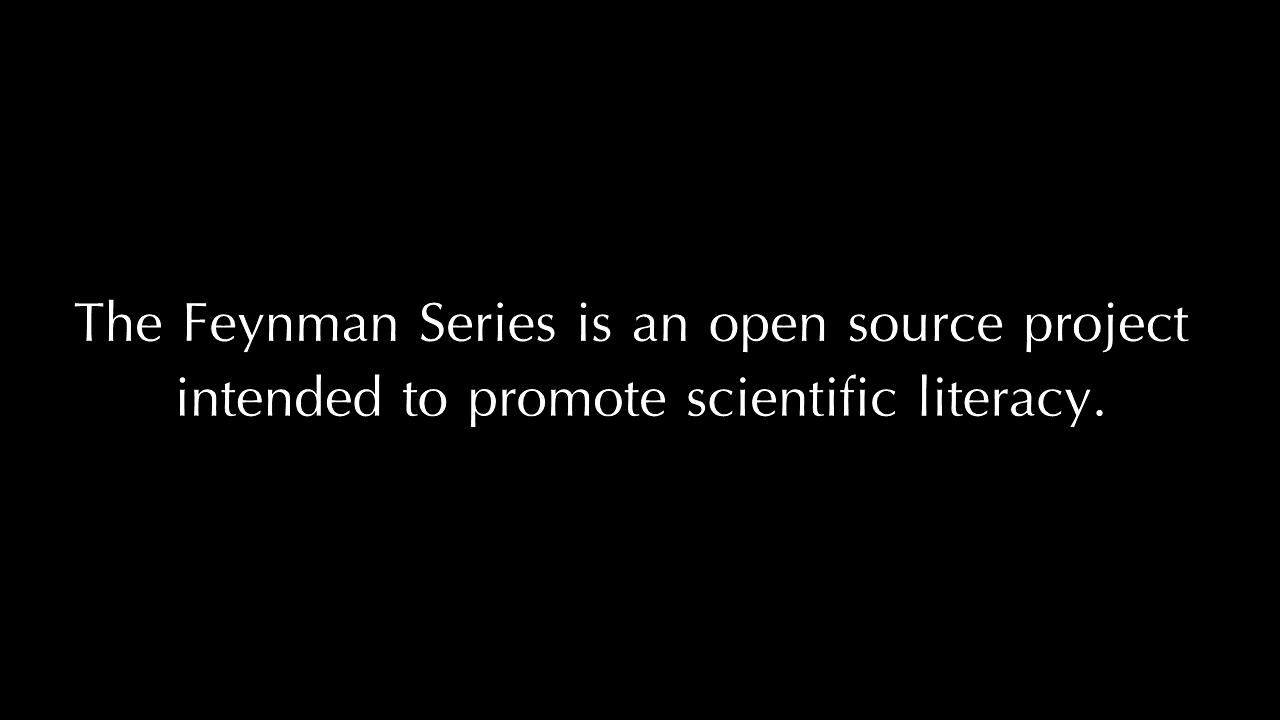 The Feynman Series is an open source project
intended to promote scientific literacy.